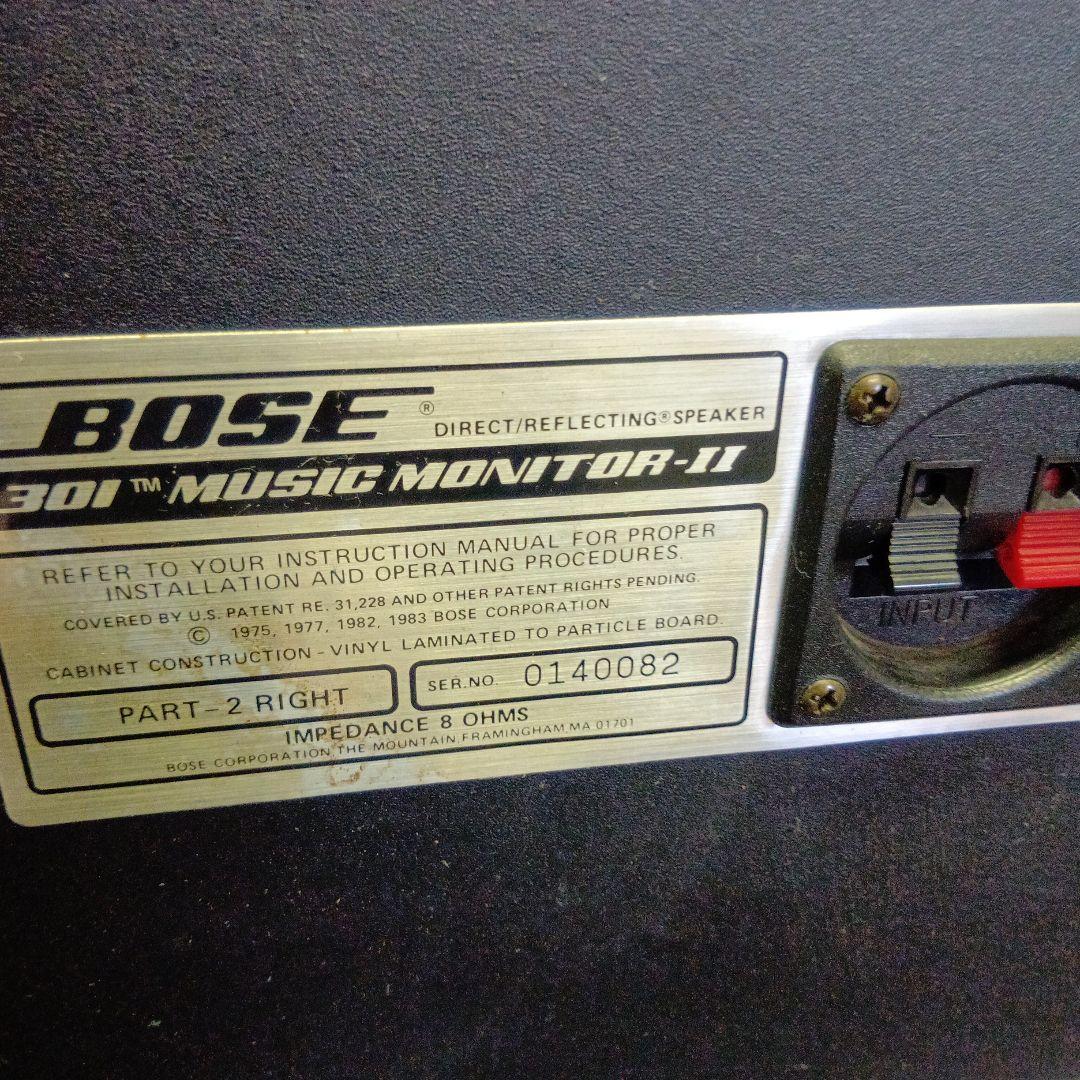 BOSE®
DIRECT/REFLECTING® SPEAKER
301™ MUSIC MONITOR-II
REFER TO YOUR INSTRUCTION MANUAL FOR PROPER
INSTALLATION AND OPERATING PROCEDURES.
COVERED BY U.S. PATENT RE. 31,228 AND OTHER PATENT RIGHTS PENDING.
© 1975, 1977, 1982, 1983 BOSE CORPORATION
CABINET CONSTRUCTION - VINYL LAMINATED TO PARTICLE BOARD.
PART-2 RIGHT
SER.NO. 0140082
IMPEDANCE 8 OHMS
BOSE CORPORATION, THE MOUNTAIN, FRAMINGHAM, MA 01701
INPUT